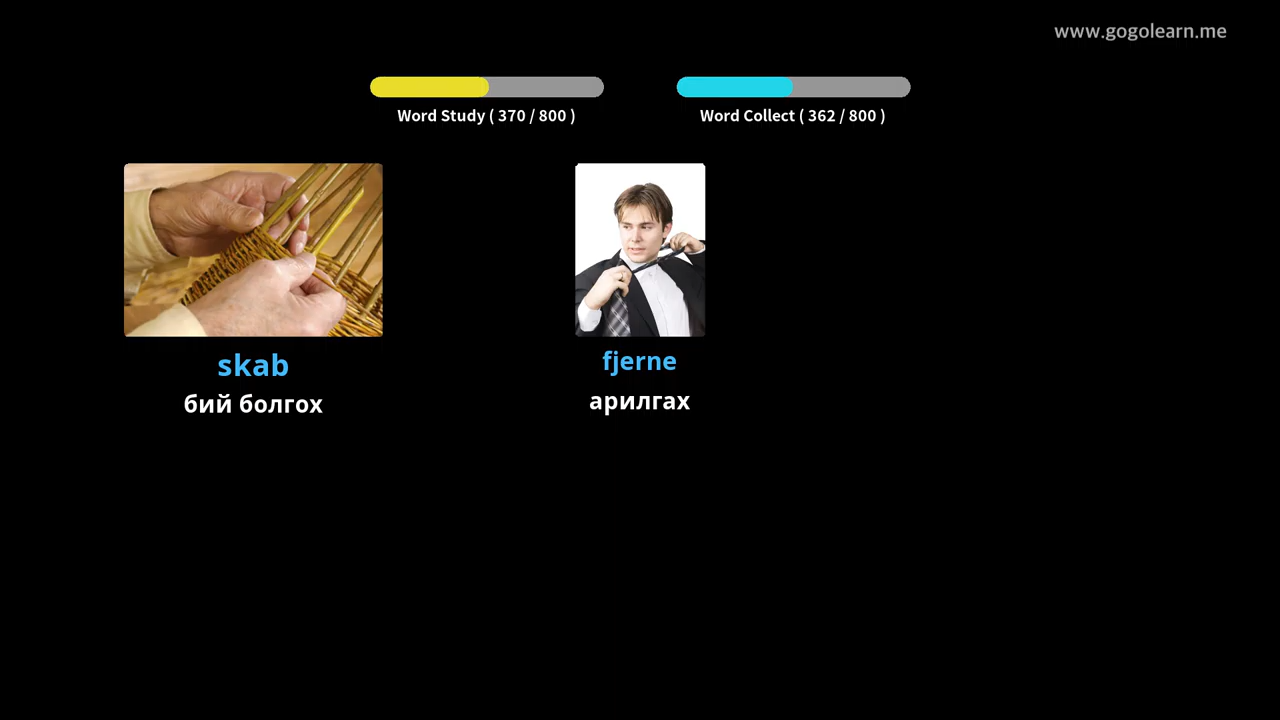 www.gogolearn.me
Word Study ( 370 / 800 )
Word Collect ( 362 / 800 )
skab
бий болгох
fjerne
арилгах